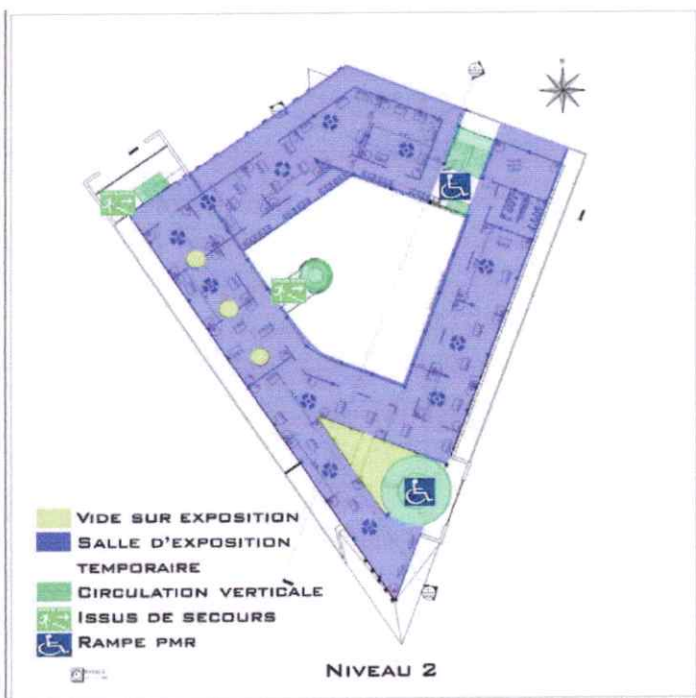 VIDE SUR EXPOSITION
SALLE D'EXPOSITION
TEMPORAIRE
CIRCULATION VERTICALE
ISSUS DE SECOURS
RAMPE PMR
NIVEAU 2